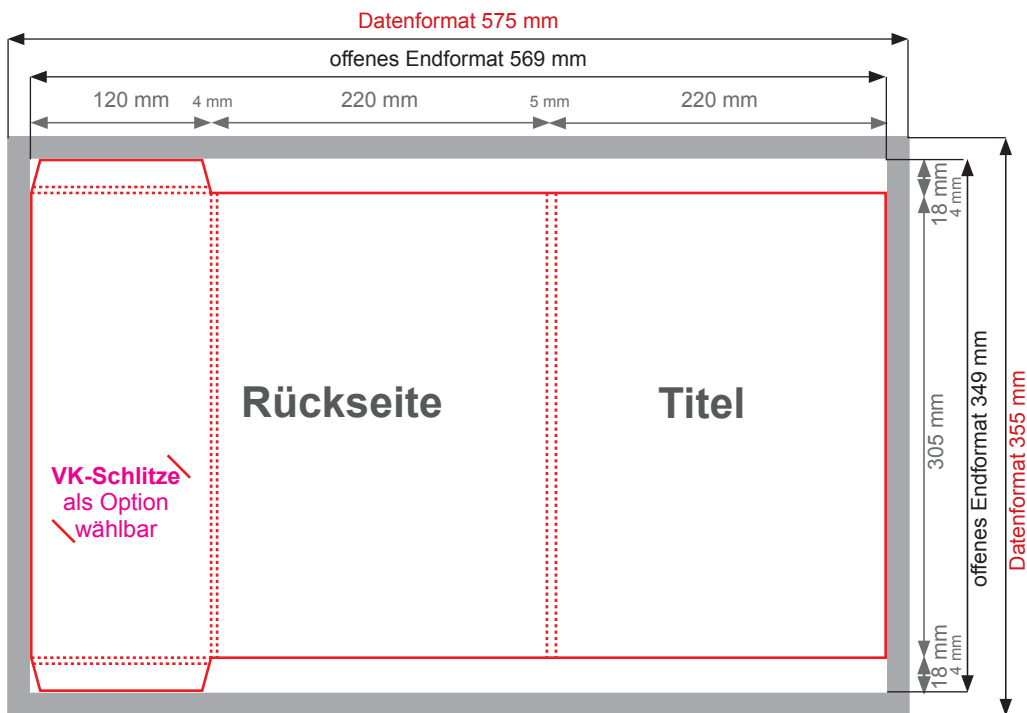 Datenformat 575 mm
offenes Endformat 569 mm
120 mm
4 mm
220 mm
5 mm
220 mm
18 mm
4 mm
Rückseite
Titel
305 mm
offenes Endformat 349 mm
Datenformat 355 mm
VK-Schlitze
als Option
wählbar
18 mm
4 mm